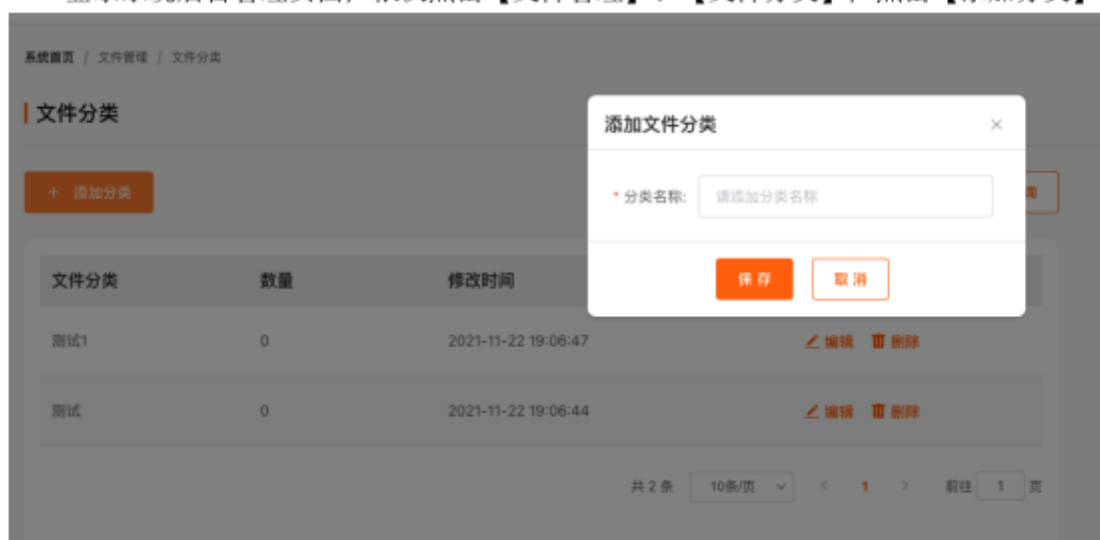 系统首页 / 文件管理 / 文件分类
文件分类
添加文件分类 ×
+ 添加分类
* 分类名称: 请添加分类名称
保存 取消
文件分类 数量 修改时间
测试1 0 2021-11-22 19:06:47 编辑 删除
测试 0 2021-11-22 19:06:44 编辑 删除
共 2 条 10条/页 < 1 > 前往 1 页